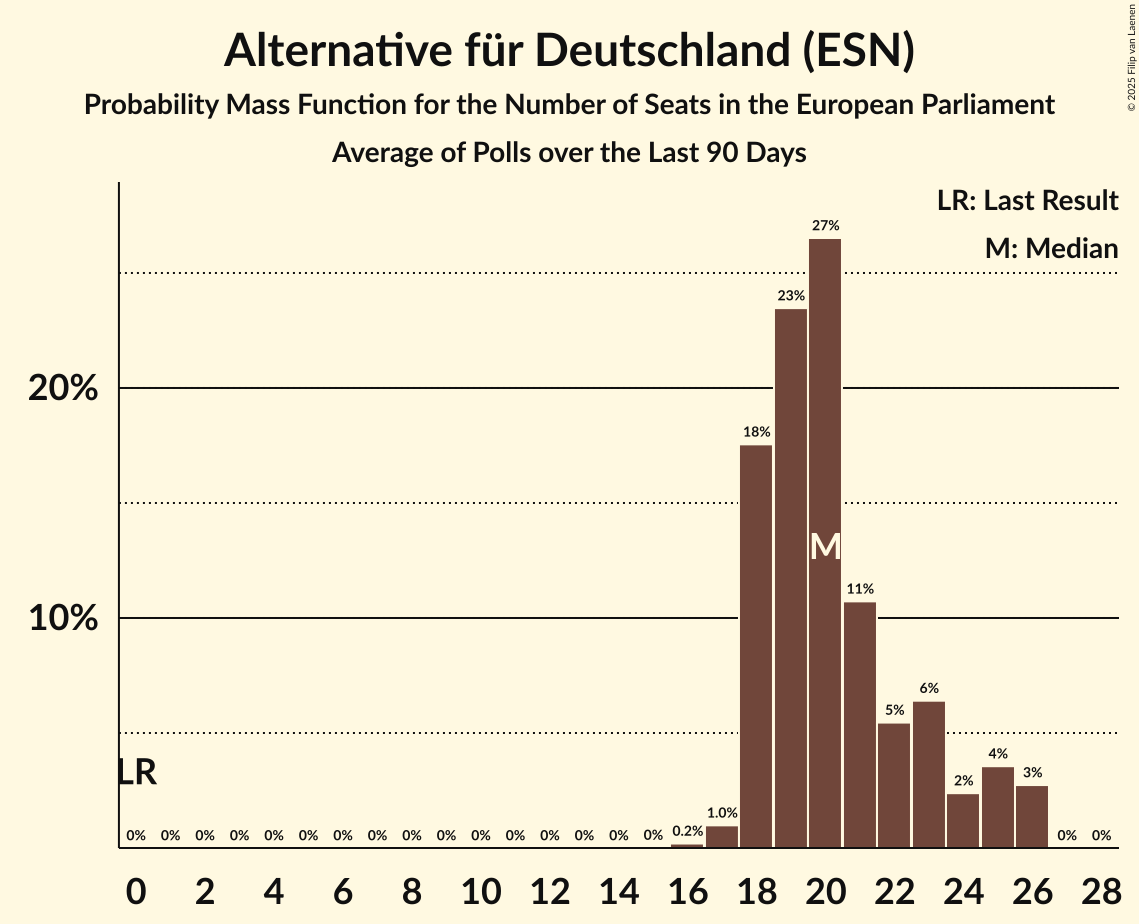 Alternative für Deutschland (ESN)
Probability Mass Function for the Number of Seats in the European Parliament
Average of Polls over the Last 90 Days
© 2025 Filip van Laenen
LR: Last Result
M: Median
27%
23%
20%
18%
M
11%
10%
6%
5%
LR
4%
3%
2%
1.0%
0% 0% 0% 0% 0% 0% 0% 0% 0% 0% 0% 0% 0% 0% 0% 0% 0.2% 0% 0%
0 2 4 6 8 10 12 14 16 18 20 22 24 26 28